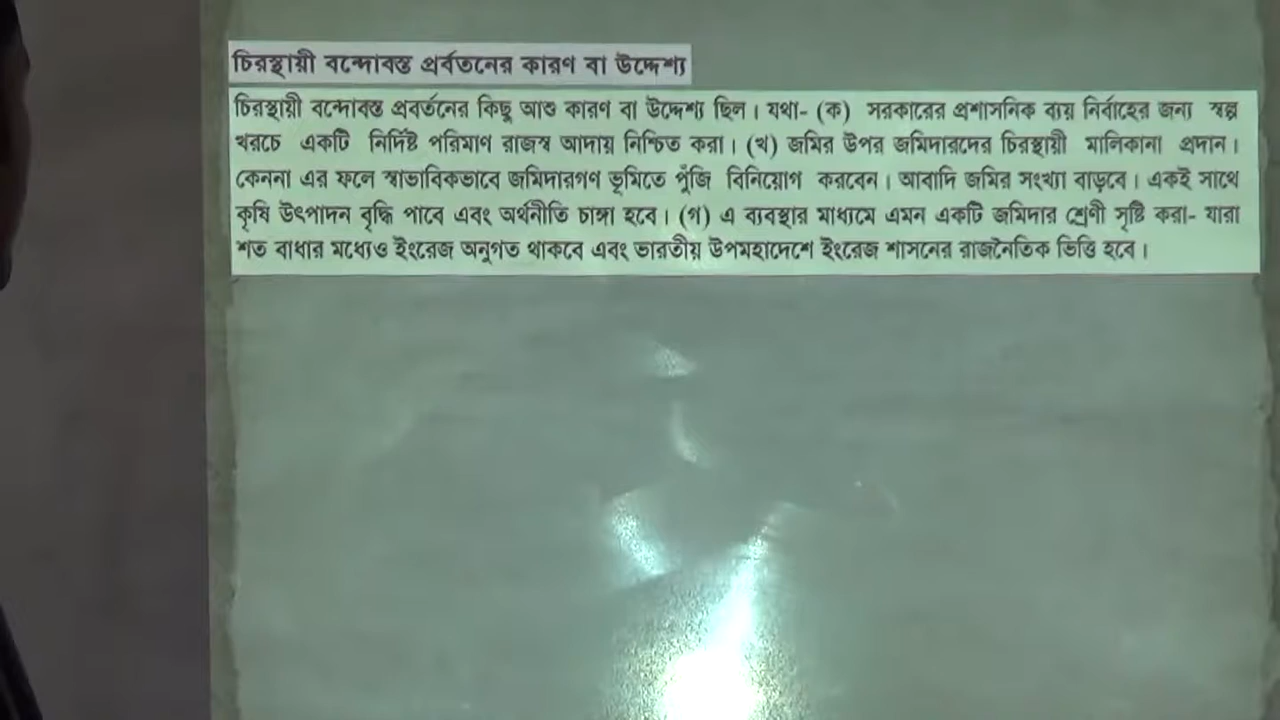 চিরস্থায়ী বন্দোবস্ত প্রর্বতনের কারণ বা উদ্দেশ্য
চিরস্থায়ী বন্দোবস্ত প্রবর্তনের কিছু আশু কারণ বা উদ্দেশ্য ছিল। যথা- (ক) সরকারের প্রশাসনিক ব্যয় নির্বাহের জন্য স্বল্প
খরচে একটি নির্দিষ্ট পরিমাণ রাজস্ব আদায় নিশ্চিত করা। (খ) জমির উপর জমিদারদের চিরস্থায়ী মালিকানা প্রদান।
কেননা এর ফলে স্বাভাবিকভাবে জমিদারগণ ভূমিতে পুঁজি বিনিয়োগ করবেন। আবাদি জমির সংখ্যা বাড়বে। একই সাথে
কৃষি উৎপাদন বৃদ্ধি পাবে এবং অর্থনীতি চাঙ্গা হবে। (গ) এ ব্যবস্থার মাধ্যমে এমন একটি জমিদার শ্রেণী সৃষ্টি করা- যারা
শত বাধার মধ্যেও ইংরেজ অনুগত থাকবে এবং ভারতীয় উপমহাদেশে ইংরেজ শাসনের রাজনৈতিক ভিত্তি হবে।